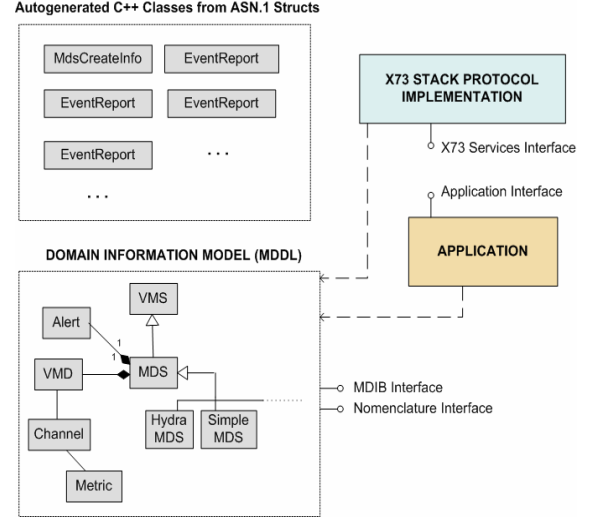 Autogenerated C++ Classes from ASN.1 Structs
MdsCreateInfo
EventReport
EventReport
EventReport
EventReport
. . .
. . .
X73 STACK PROTOCOL
IMPLEMENTATION
X73 Services Interface
Application Interface
APPLICATION
DOMAIN INFORMATION MODEL (MDDL)
VMS
Alert
1
1
VMD
MDS
Channel
Hydra
MDS
Simple
MDS
Metric
MDIB Interface
Nomenclature Interface